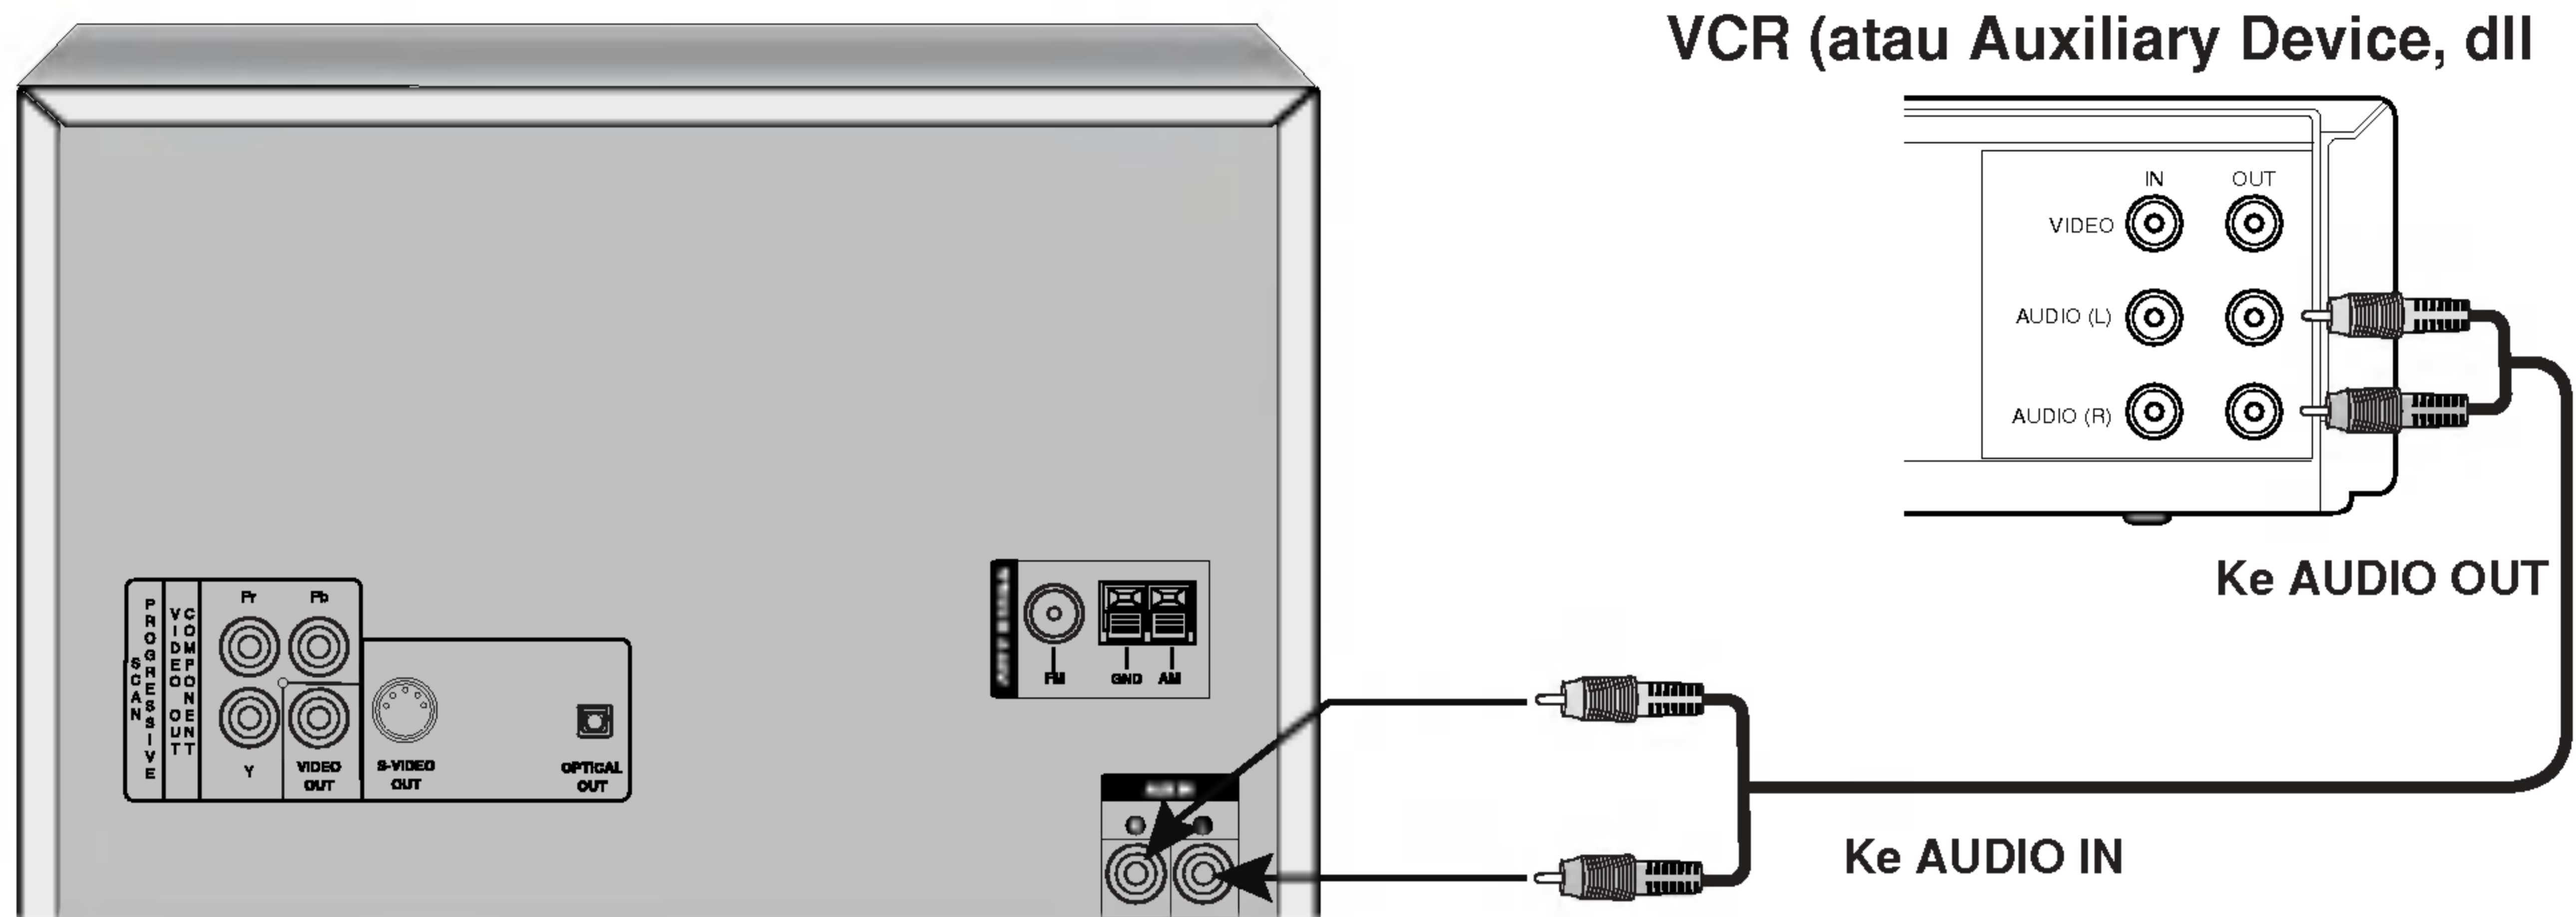 VCR (atau Auxiliary Device, dll
IN OUT
VIDEO
AUDIO (L)
AUDIO (R)
Ke AUDIO OUT
PROGRESSIVE
SCAN
COMPONENT
VIDEO OUT
Pr Pb
Y
VIDEO
OUT
S-VIDEO
OUT
OPTICAL
OUT
FM GND AM
Ke AUDIO IN